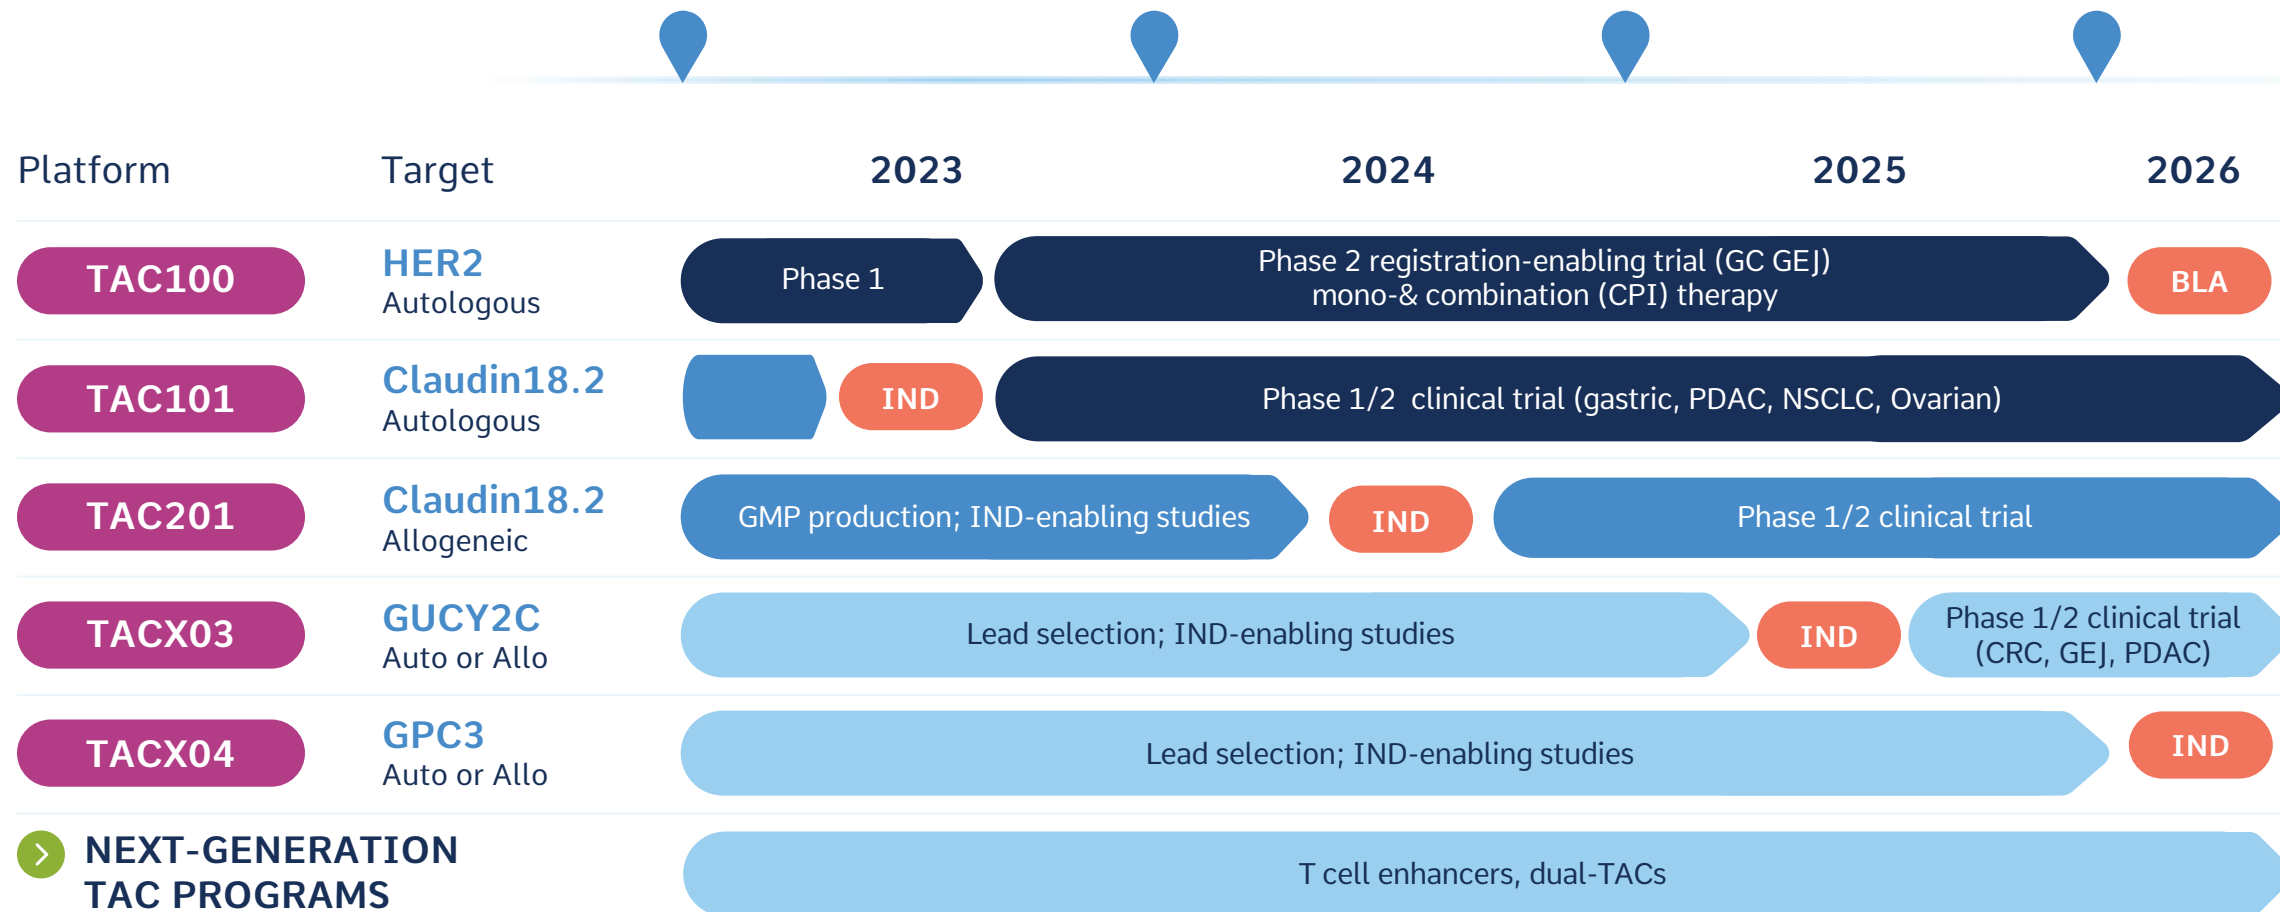 Platform Target 2023 2024 2025 2026
TAC100
HER2
Autologous
Phase 1
Phase 2 registration-enabling trial (GC GEJ)
mono-& combination (CPI) therapy
BLA
TAC101
Claudin18.2
Autologous
IND
Phase 1/2 clinical trial (gastric, PDAC, NSCLC, Ovarian)
TAC201
Claudin18.2
Allogeneic
GMP production; IND-enabling studies
IND
Phase 1/2 clinical trial
TACX03
GUCY2C
Auto or Allo
Lead selection; IND-enabling studies
IND
Phase 1/2 clinical trial
(CRC, GEJ, PDAC)
TACX04
GPC3
Auto or Allo
Lead selection; IND-enabling studies
IND
NEXT-GENERATION
TAC PROGRAMS
T cell enhancers, dual-TACs